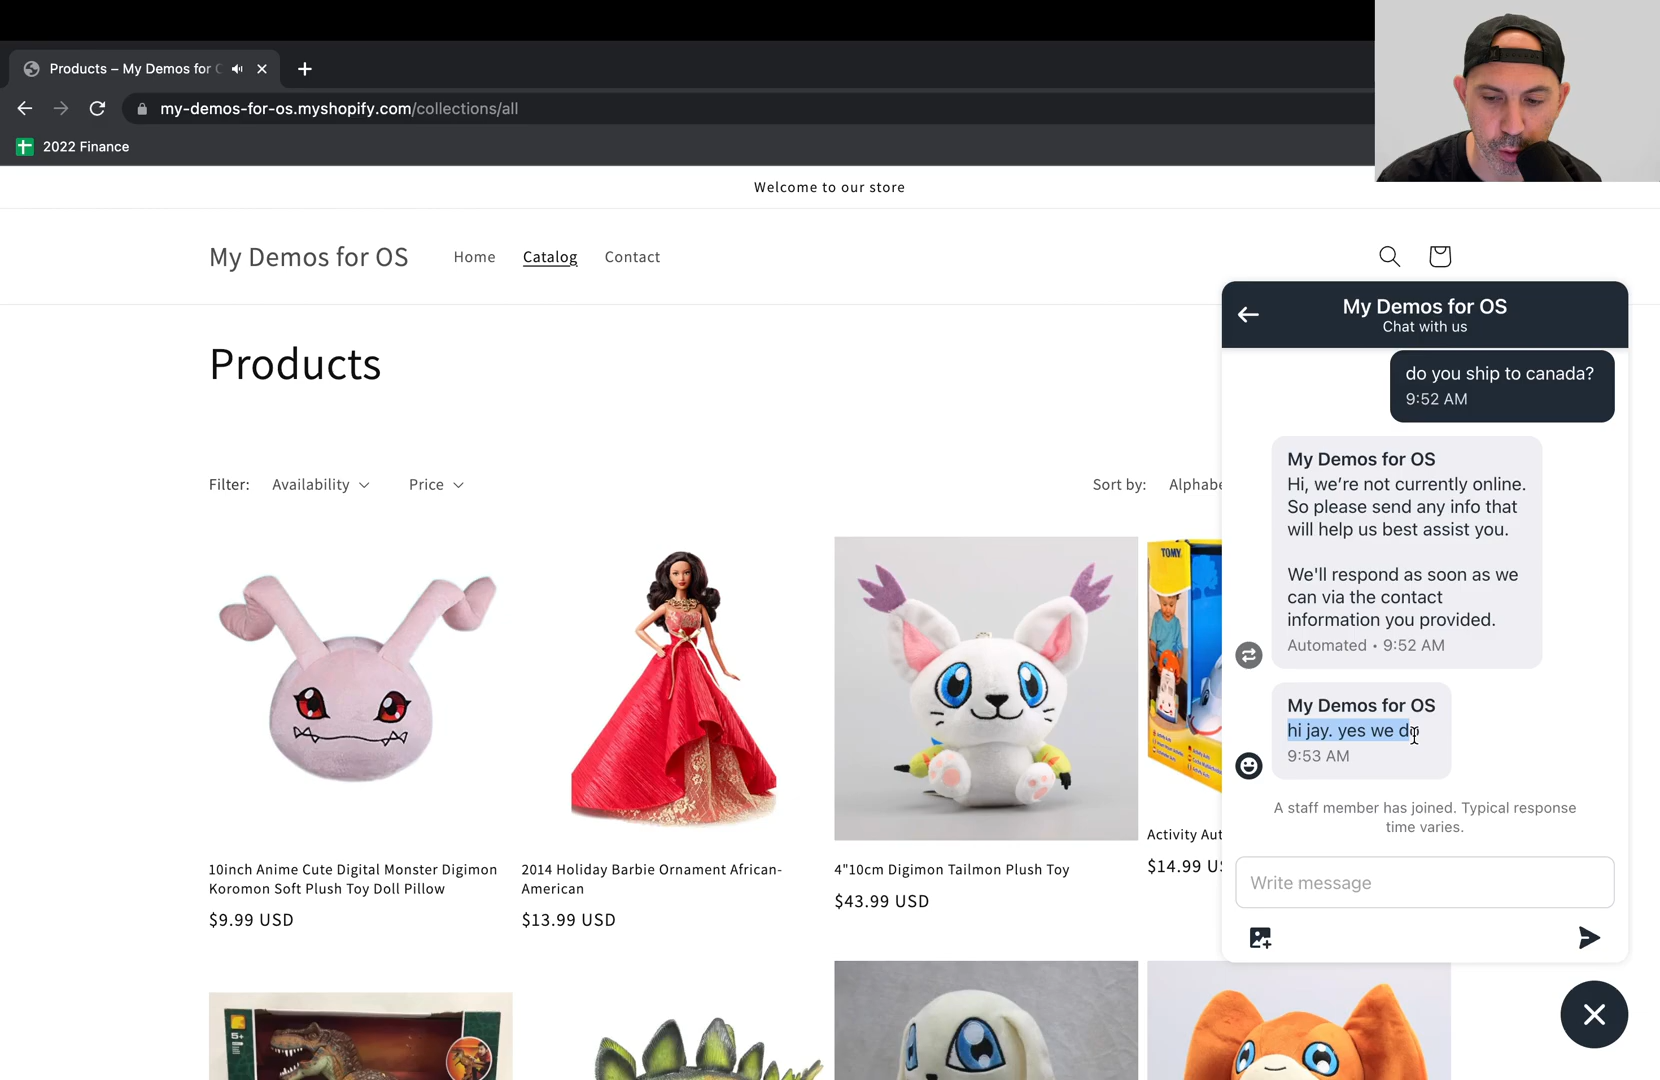 Products – My Demos for
my-demos-for-os.myshopify.com/collections/all
2022 Finance
Welcome to our store
My Demos for OS
Home
Catalog
Contact
Products
Filter:
Availability
Price
Sort by:
Alphabe
10inch Anime Cute Digital Monster Digimon
Koromon Soft Plush Toy Doll Pillow
$9.99 USD
2014 Holiday Barbie Ornament African-
American
$13.99 USD
4"10cm Digimon Tailmon Plush Toy
$43.99 USD
TOMY
Activity Aut
$14.99 US
5+
My Demos for OS
Chat with us
do you ship to canada?
9:52 AM
My Demos for OS
Hi, we’re not currently online.
So please send any info that
will help us best assist you.
We'll respond as soon as we
can via the contact
information you provided.
Automated • 9:52 AM
My Demos for OS
hi jay. yes we do
9:53 AM
A staff member has joined. Typical response
time varies.
Write message